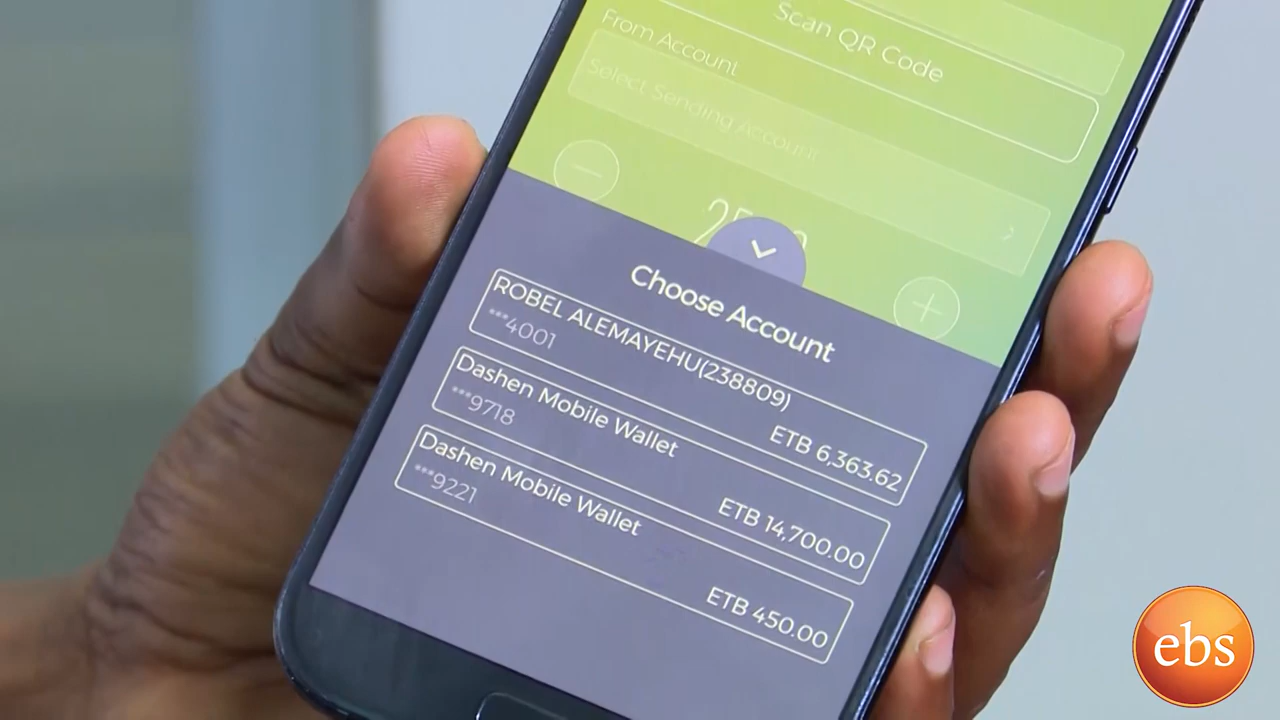 Scan QR Code
From Account
Select Sending Account
Choose Account
ROBEL ALEMAYEHU(238809)
***4001
ETB 6,363.62
Dashen Mobile Wallet
***9718
ETB 14,700.00
Dashen Mobile Wallet
***9221
ETB 450.00
ebs